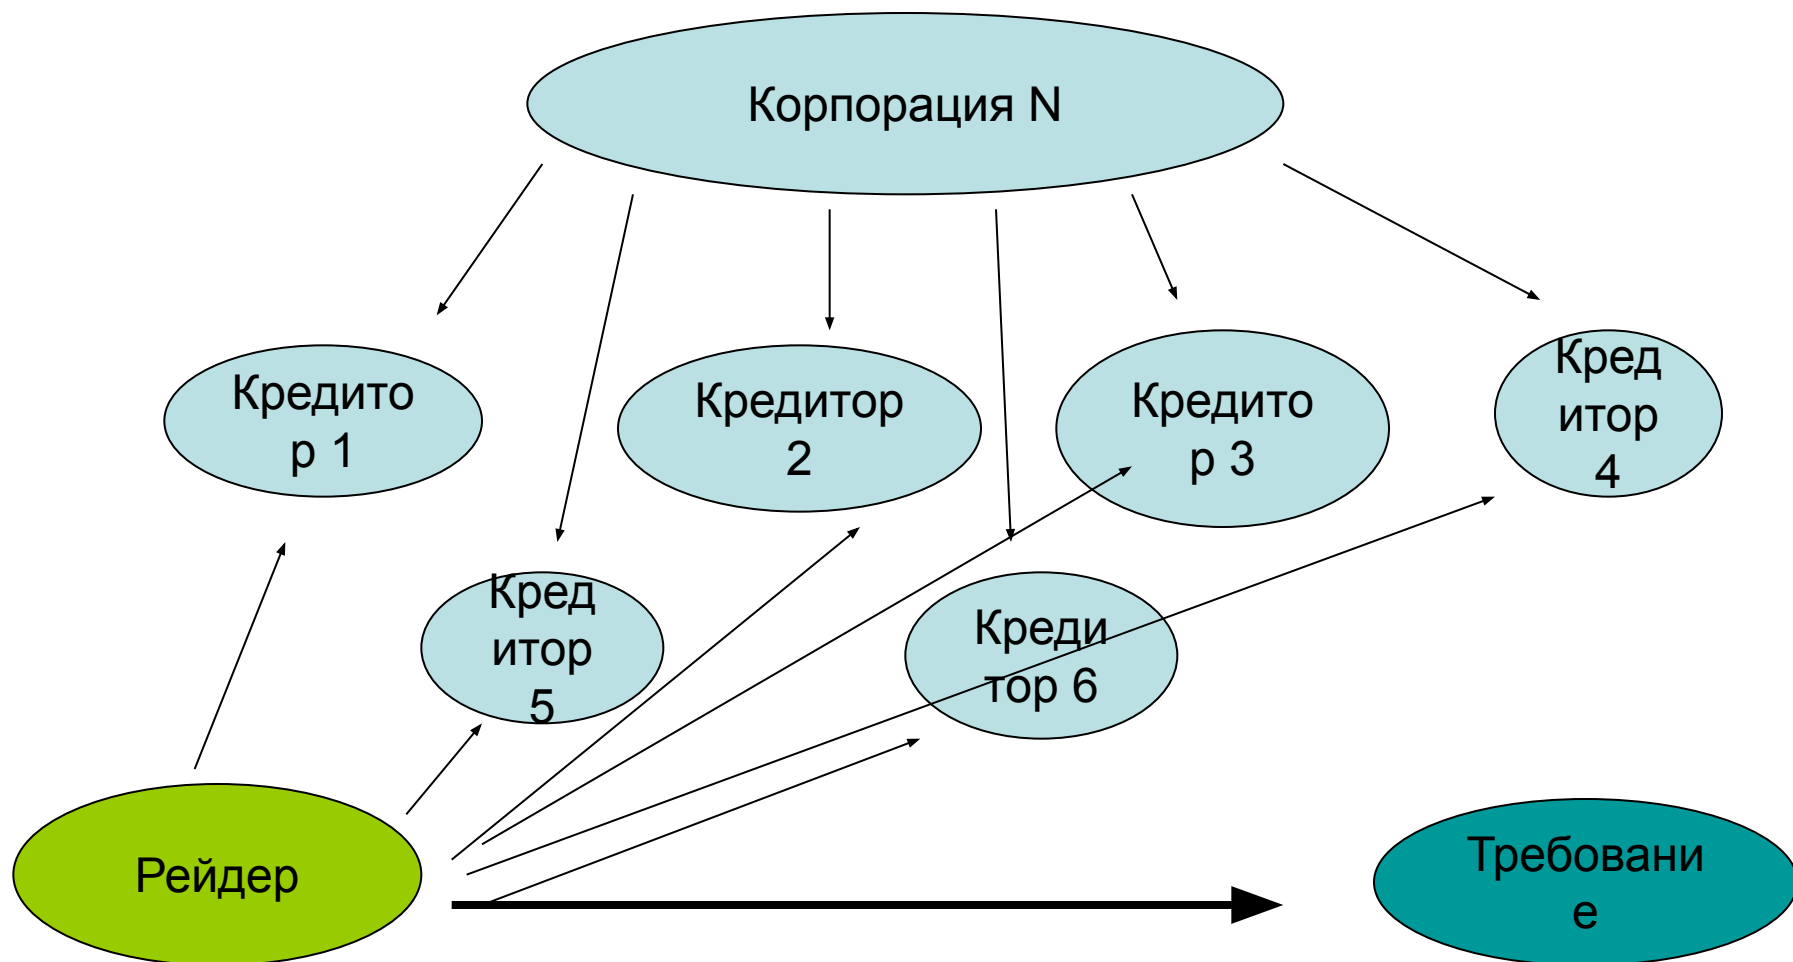 Корпорация N
Кредито
р 1
Кредитор
2
Кредито
р 3
Кред
итор
4
Кред
итор
5
Креди
тор 6
Рейдер
Требовани
е